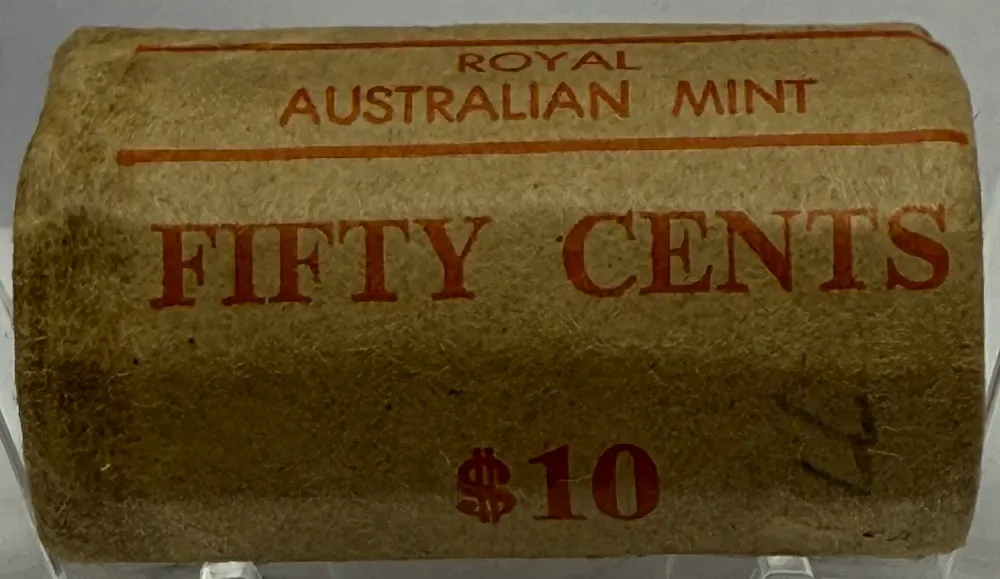 ROYAL
AUSTRALIAN MINT
FIFTY CENTS
$10